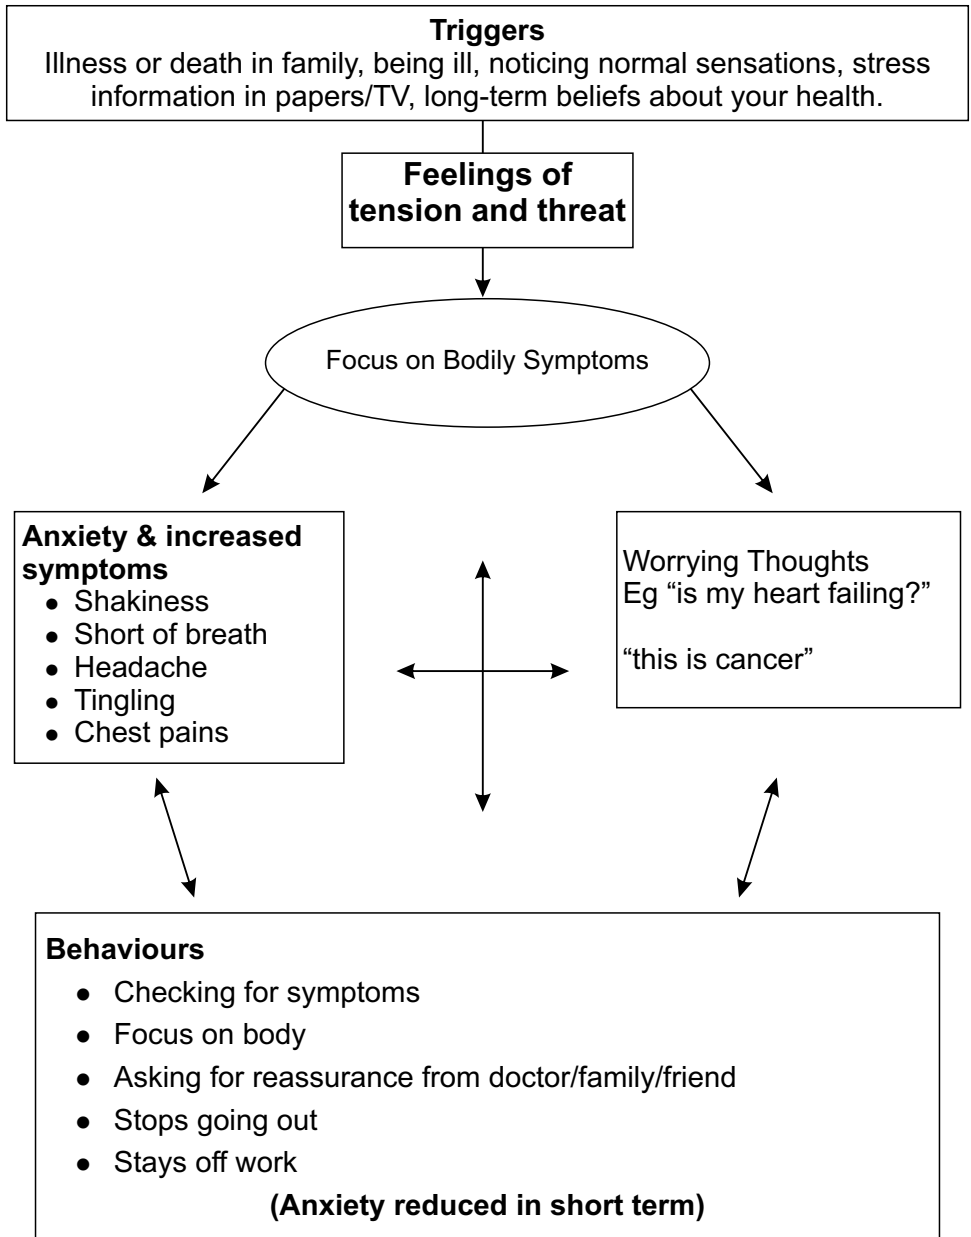 Triggers
Illness or death in family, being ill, noticing normal sensations, stress
information in papers/TV, long-term beliefs about your health.
Feelings of
tension and threat
Focus on Bodily Symptoms
Anxiety & increased
symptoms
● Shakiness
● Short of breath
● Headache
● Tingling
● Chest pains
Worrying Thoughts
Eg “is my heart failing?”
“this is cancer”
Behaviours
● Checking for symptoms
● Focus on body
● Asking for reassurance from doctor/family/friend
● Stops going out
● Stays off work
(Anxiety reduced in short term)